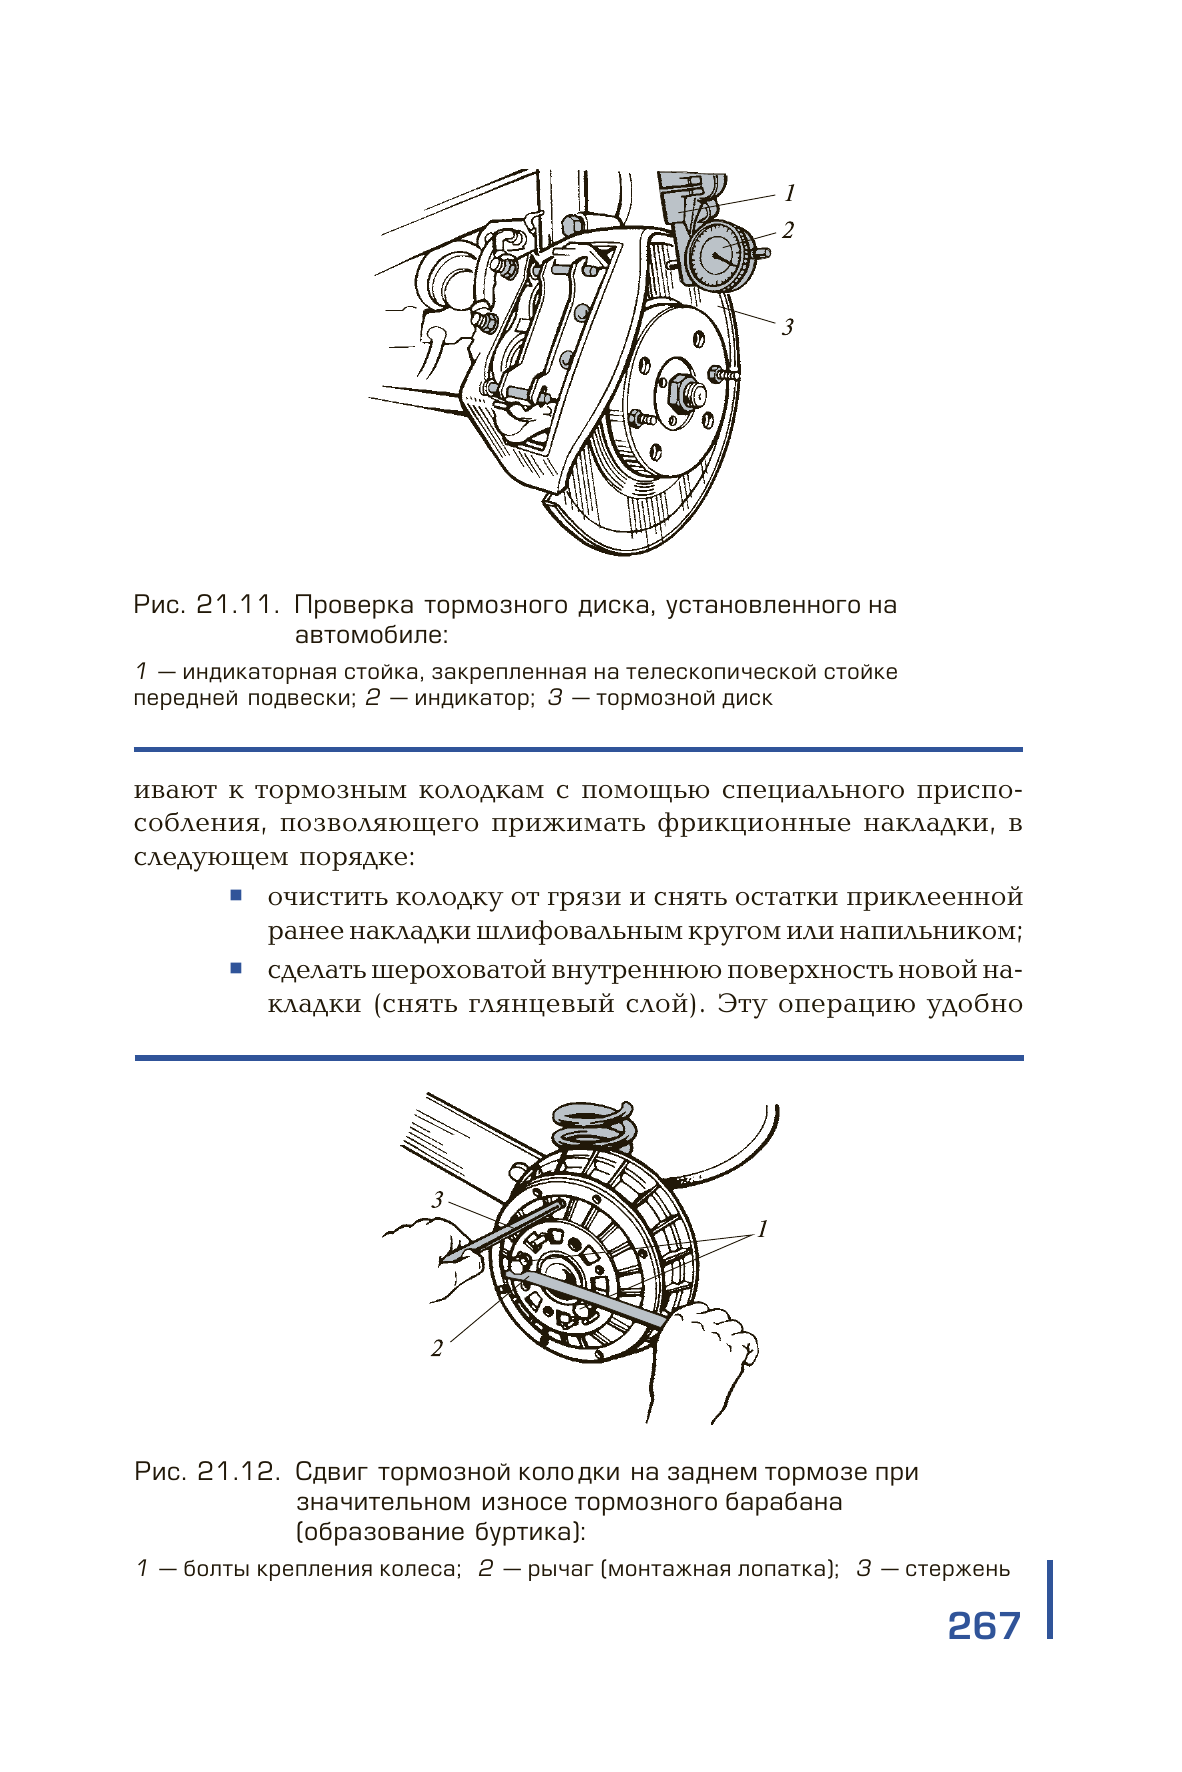 1
2
3
Рис. 21.11. Проверка тормозного диска, установленного на
автомобиле:
1 — индикаторная стойка, закрепленная на телескопической стойке
передней подвески; 2 — индикатор; 3 — тормозной диск
ивают к тормозным колодкам с помощью специального приспо-
собления, позволяющего прижимать фрикционные накладки, в
следующем порядке:
■ очистить колодку от грязи и снять остатки приклеенной
ранее накладки шлифовальным кругом или напильником;
■ сделать шероховатой внутреннюю поверхность новой на-
кладки (снять глянцевый слой). Эту операцию удобно
3
1
2
Рис. 21.12. Сдвиг тормозной колодки на заднем тормозе при
значительном износе тормозного барабана
(образование буртика):
1 — болты крепления колеса; 2 — рычаг (монтажная лопатка); 3 — стержень
267